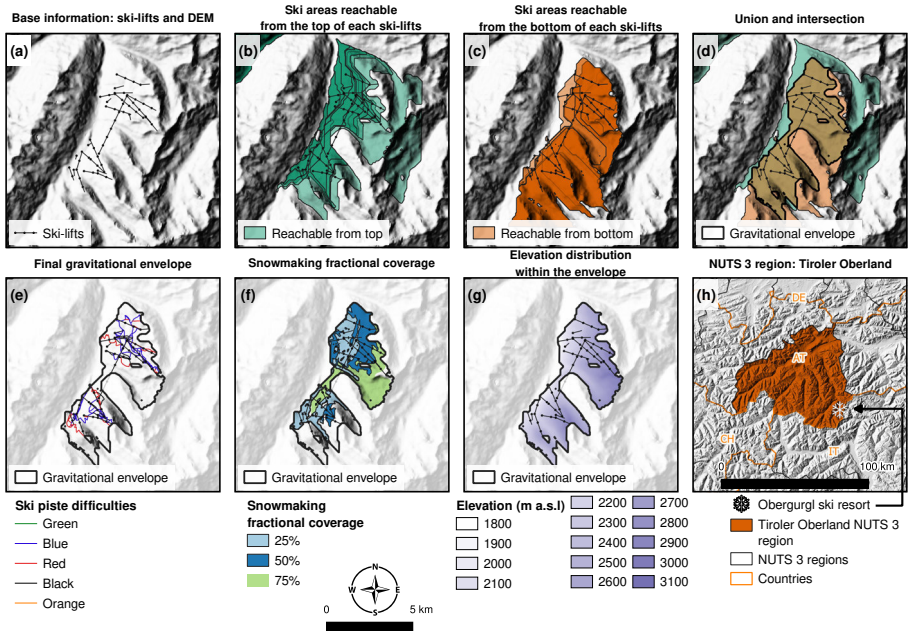 Base information: ski-lifts and DEM
(a)
Ski-lifts
Ski areas reachable
from the top of each ski-lifts
(b)
Reachable from top
Ski areas reachable
from the bottom of each ski-lifts
(c)
Reachable from bottom
Union and intersection
(d)
Gravitational envelope
Final gravitational envelope
(e)
Gravitational envelope
Snowmaking fractional coverage
(f)
Gravitational envelope
Elevation distribution
within the envelope
(g)
Gravitational envelope
NUTS 3 region: Tiroler Oberland
(h)
DE
AT
CH
IT
0
100 km
Ski piste difficulties
Green
Blue
Red
Black
Orange
Snowmaking
fractional coverage
25%
50%
75%
N
W
E
S
0
5 km
Elevation (m a.s.l)
1800
1900
2000
2100
2200
2300
2400
2500
2600
2700
2800
2900
3000
3100
Obergurgl ski resort
Tiroler Oberland NUTS 3
region
NUTS 3 regions
Countries